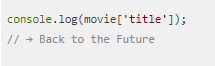 console.log(movie['title']);
// → Back to the Future